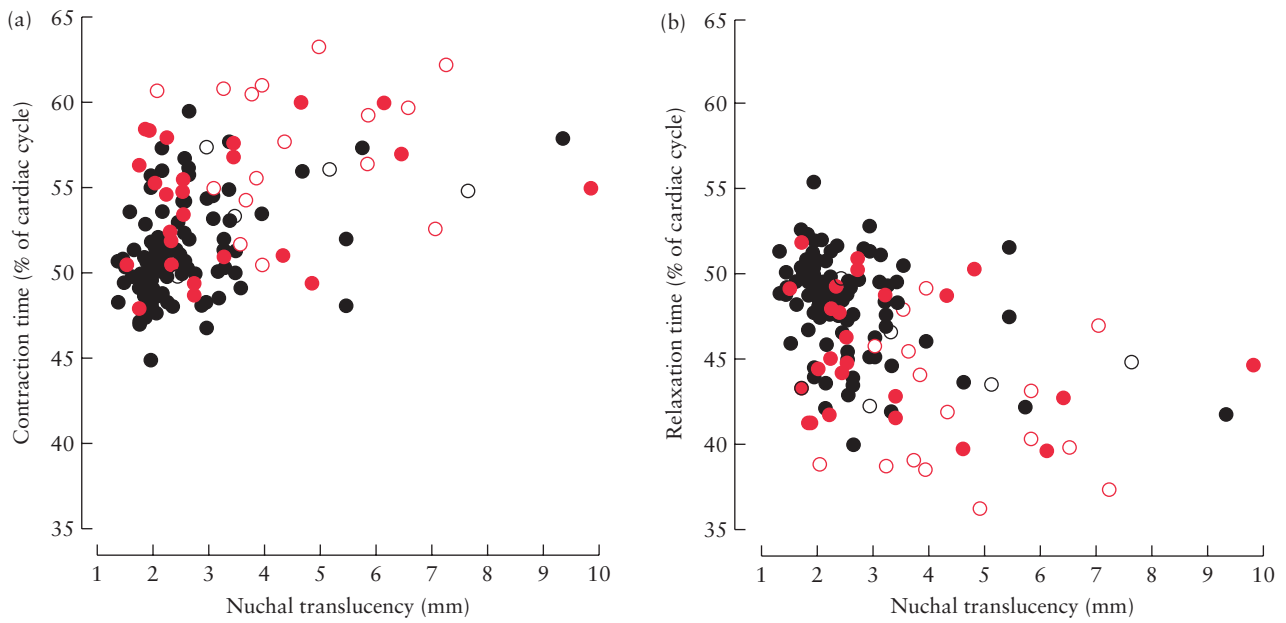 (a)
65
60
55
50
45
40
35
Contraction time (% of cardiac cycle)
1 2 3 4 5 6 7 8 9 10
Nuchal translucency (mm)
(b)
65
60
55
50
45
40
35
Relaxation time (% of cardiac cycle)
1 2 3 4 5 6 7 8 9 10
Nuchal translucency (mm)